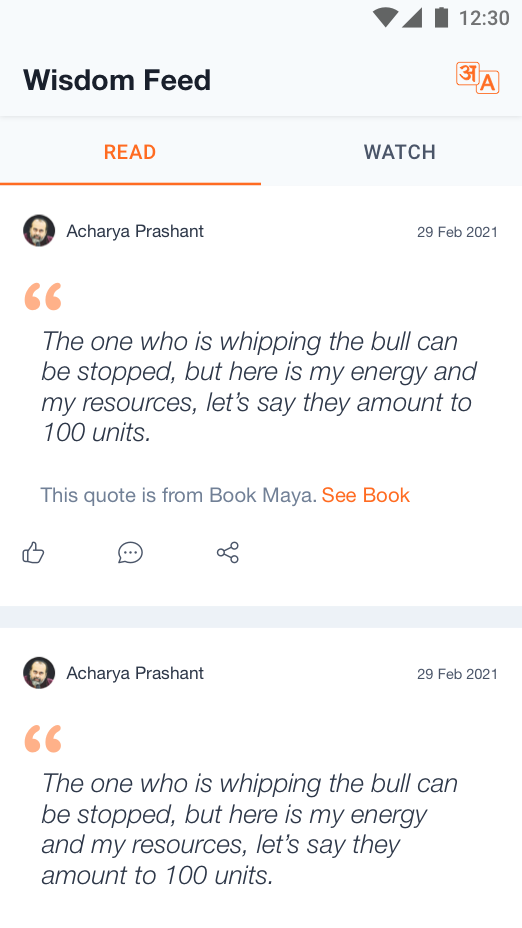 12:30
Wisdom Feed
अ A
READ
WATCH
Acharya Prashant
29 Feb 2021
“
The one who is whipping the bull can
be stopped, but here is my energy and
my resources, let’s say they amount to
100 units.
This quote is from Book Maya. See Book
Acharya Prashant
29 Feb 2021
“
The one who is whipping the bull can
be stopped, but here is my energy
and my resources, let’s say they
amount to 100 units.